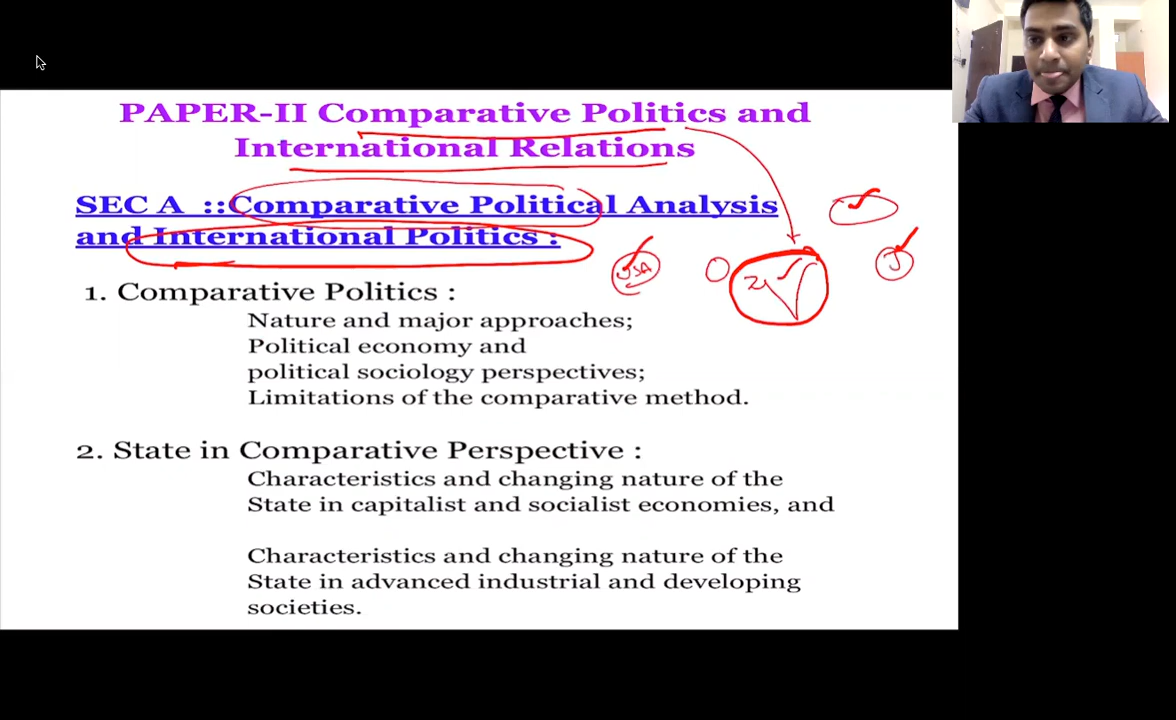 PAPER-II Comparative Politics and
International Relations
SEC A ::Comparative Political Analysis
and International Politics :
USA
J
1. Comparative Politics :
Nature and major approaches;
Political economy and
political sociology perspectives;
Limitations of the comparative method.
2. State in Comparative Perspective :
Characteristics and changing nature of the
State in capitalist and socialist economies, and
Characteristics and changing nature of the
State in advanced industrial and developing
societies.